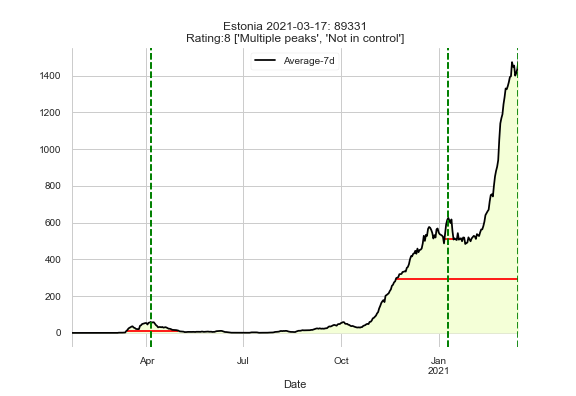 Estonia 2021-03-17: 89331
Rating:8 ['Multiple peaks', 'Not in control']
Average-7d
1400
1200
1000
800
600
400
200
0
Apr
Jul
Oct
Jan
2021
Date